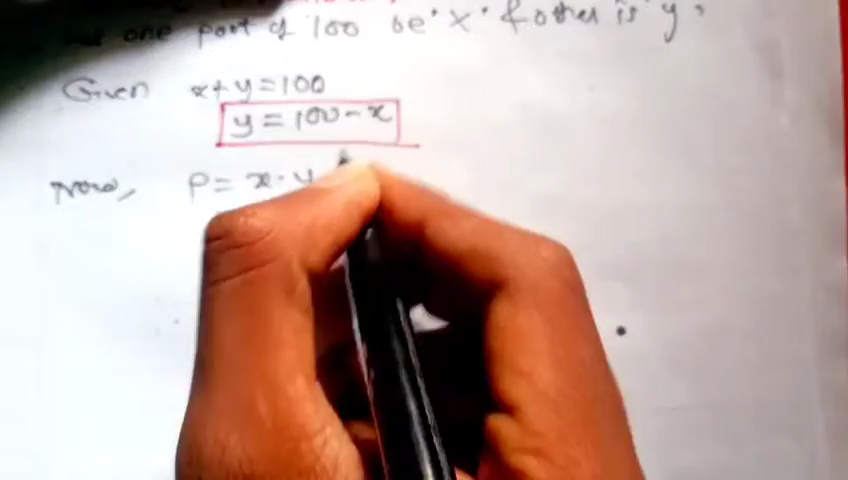 one part of 100 be "x" & other is "y"
Given x+y=100
y = 100-x
Now, P= x.y